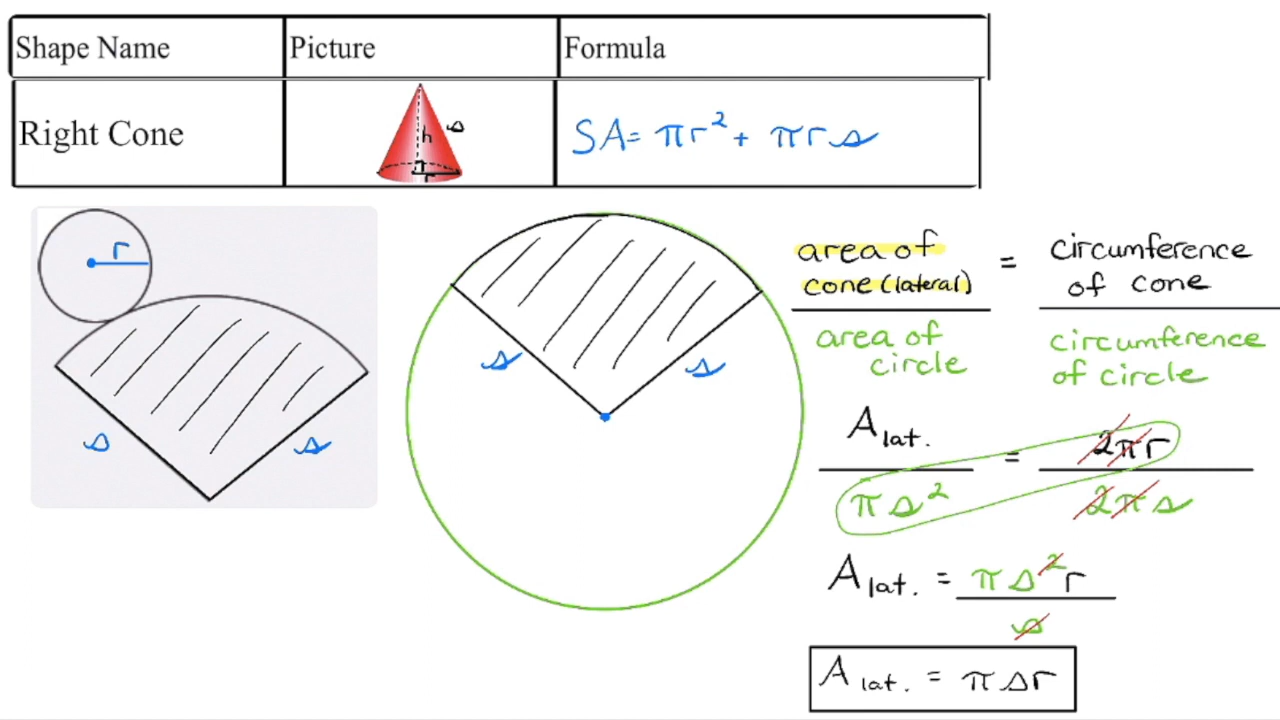 Shape Name Picture Formula
Right Cone h s r SA = πr² + πrs
r
s s
s s
area of = circumference
cone (lateral) of cone
area of circumference
circle of circle
A lat. = 2πr
πs² 2πs
A lat. = πs²r
s
A lat. = πsr